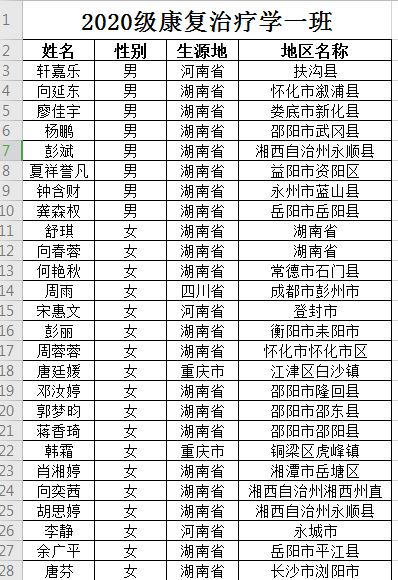 1 2020级康复治疗学一班
2 姓名 性别 生源地 地区名称
3 轩嘉乐 男 河南省 扶沟县
4 向延东 男 湖南省 怀化市溆浦县
5 廖佳宇 男 湖南省 娄底市新化县
6 杨鹏 男 湖南省 邵阳市武冈县
7 彭斌 男 湖南省 湘西自治州永顺县
8 夏祥誉凡 男 湖南省 益阳市资阳区
9 钟含财 男 湖南省 永州市蓝山县
10 龚森权 男 湖南省 岳阳市岳阳县
11 舒琪 女 湖南省 湖南省
12 向春蓉 女 湖南省 湖南省
13 何艳秋 女 湖南省 常德市石门县
14 周雨 女 四川省 成都市彭州市
15 宋惠文 女 河南省 登封市
16 彭丽 女 湖南省 衡阳市耒阳市
17 周蓉蓉 女 湖南省 怀化市怀化市区
18 唐廷媛 女 重庆市 江津区白沙镇
19 邓汝婷 女 湖南省 邵阳市隆回县
20 郭梦昀 女 湖南省 邵阳市邵东县
21 蒋香琦 女 湖南省 邵阳市邵阳县
22 韩霜 女 重庆市 铜梁区虎峰镇
23 肖湘婷 女 湖南省 湘潭市岳塘区
24 向奕茜 女 湖南省 湘西自治州湘西州直
25 胡思婷 女 湖南省 湘西自治州永顺县
26 李静 女 河南省 永城市
27 余广平 女 湖南省 岳阳市平江县
28 唐芬 女 湖南省 长沙市浏阳市